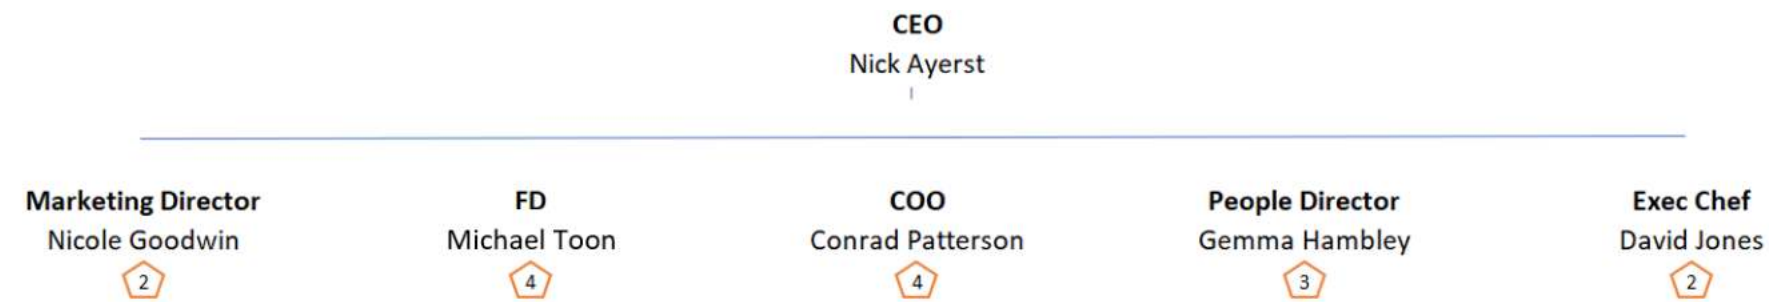 CEO
Nick Ayerst
Marketing Director FD COO People Director Exec Chef
Nicole Goodwin Michael Toon Conrad Patterson Gemma Hambley David Jones
2 4 4 3 2